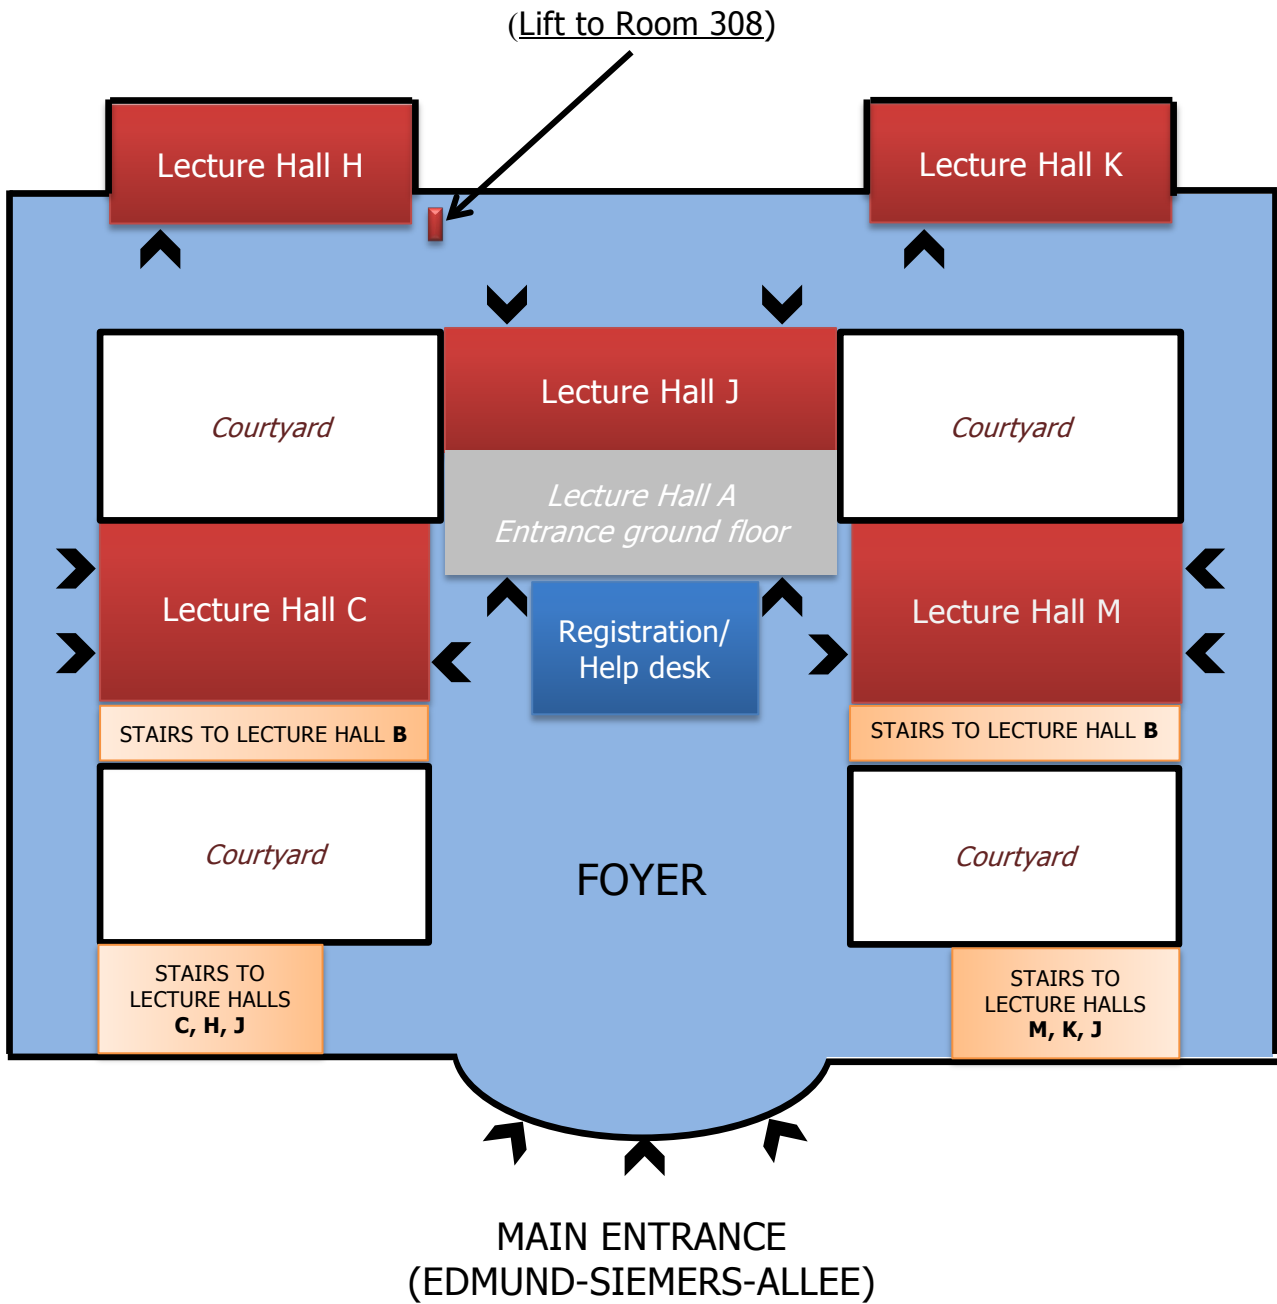 (Lift to Room 308)
Lecture Hall H
Lecture Hall K
Lecture Hall J
Courtyard
Courtyard
Lecture Hall A
Entrance ground floor
Lecture Hall C
Registration/
Help desk
Lecture Hall M
STAIRS TO LECTURE HALL B
STAIRS TO LECTURE HALL B
Courtyard
Courtyard
FOYER
STAIRS TO
LECTURE HALLS
C, H, J
STAIRS TO
LECTURE HALLS
M, K, J
MAIN ENTRANCE
(EDMUND-SIEMERS-ALLEE)